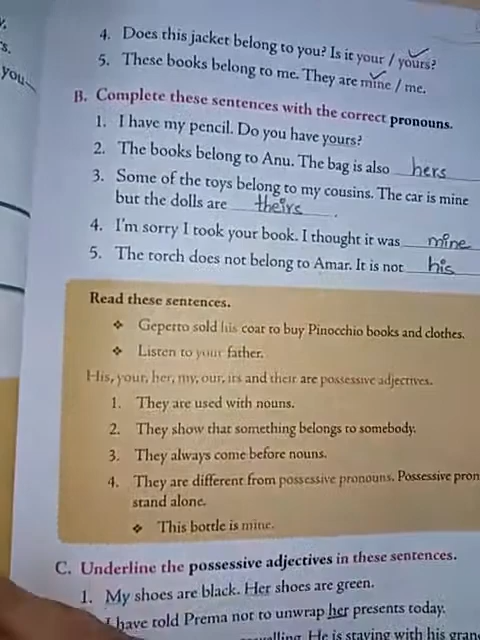 y,
s.
you
4. Does this jacket belong to you? Is it your / yours?
5. These books belong to me. They are mine / me.
B. Complete these sentences with the correct pronouns.
1. I have my pencil. Do you have yours?
2. The books belong to Anu. The bag is also hers
3. Some of the toys belong to my cousins. The car is mine
but the dolls are theirs.
4. I'm sorry I took your book. I thought it was mine
5. The torch does not belong to Amar. It is not his
Read these sentences.
❖ Gepetto sold his coat to buy Pinocchio books and clothes.
❖ Listen to your father.
His, your, her, my, our, its and their are possessive adjectives.
1. They are used with nouns.
2. They show that something belongs to somebody.
3. They always come before nouns.
4. They are different from possessive pronouns. Possessive pron
stand alone.
❖ This bottle is mine.
C. Underline the possessive adjectives in these sentences.
1. My shoes are black. Her shoes are green.
I have told Prema not to unwrap her presents today.
velling. He is staying with his gran